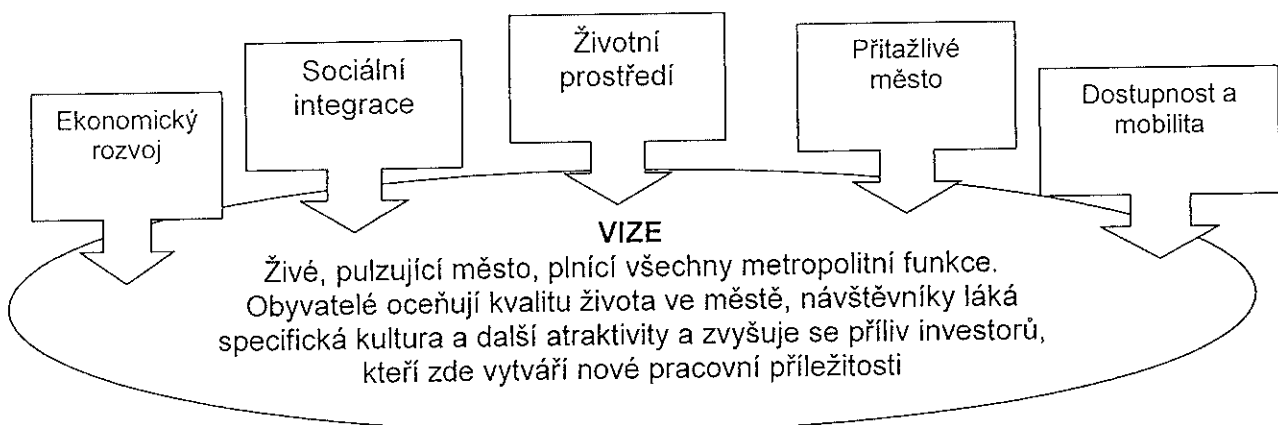 Ekonomický
rozvoj
Sociální
integrace
Životní
prostředí
Přitažlivé
město
Dostupnost a
mobilita
VIZE
Živé, pulzující město, plnící všechny metropolitní funkce.
Obyvatelé oceňují kvalitu života ve městě, návštěvníky láká
specifická kultura a další atraktivity a zvyšuje se příliv investorů,
kteří zde vytváří nové pracovní příležitosti